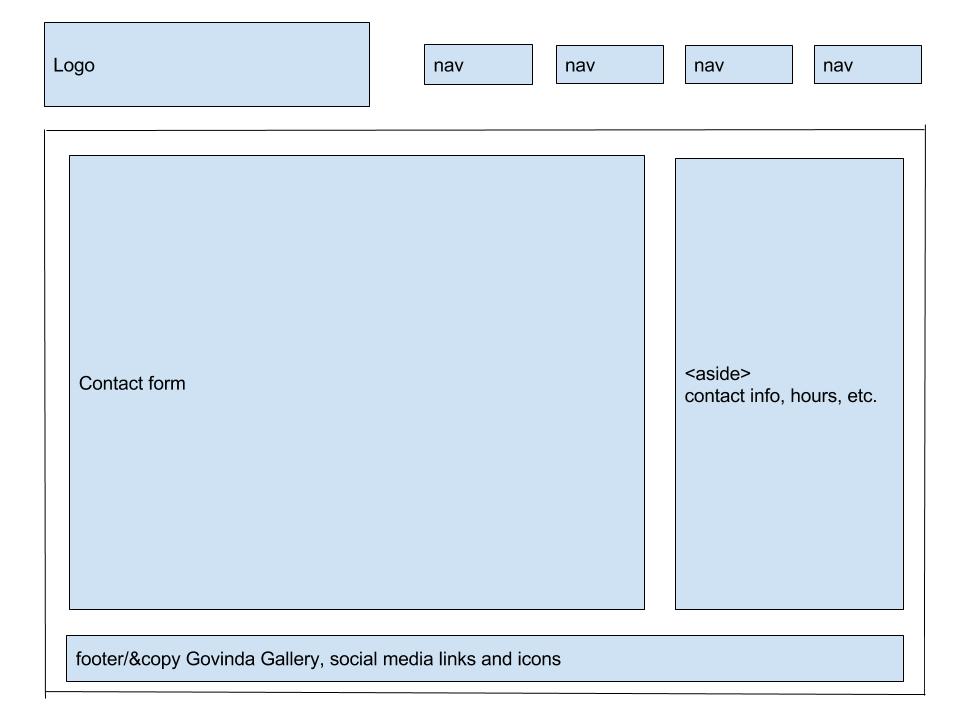 Logo
nav
nav
nav
nav
Contact form
<aside>
contact info, hours, etc.
footer/&copy Govinda Gallery, social media links and icons